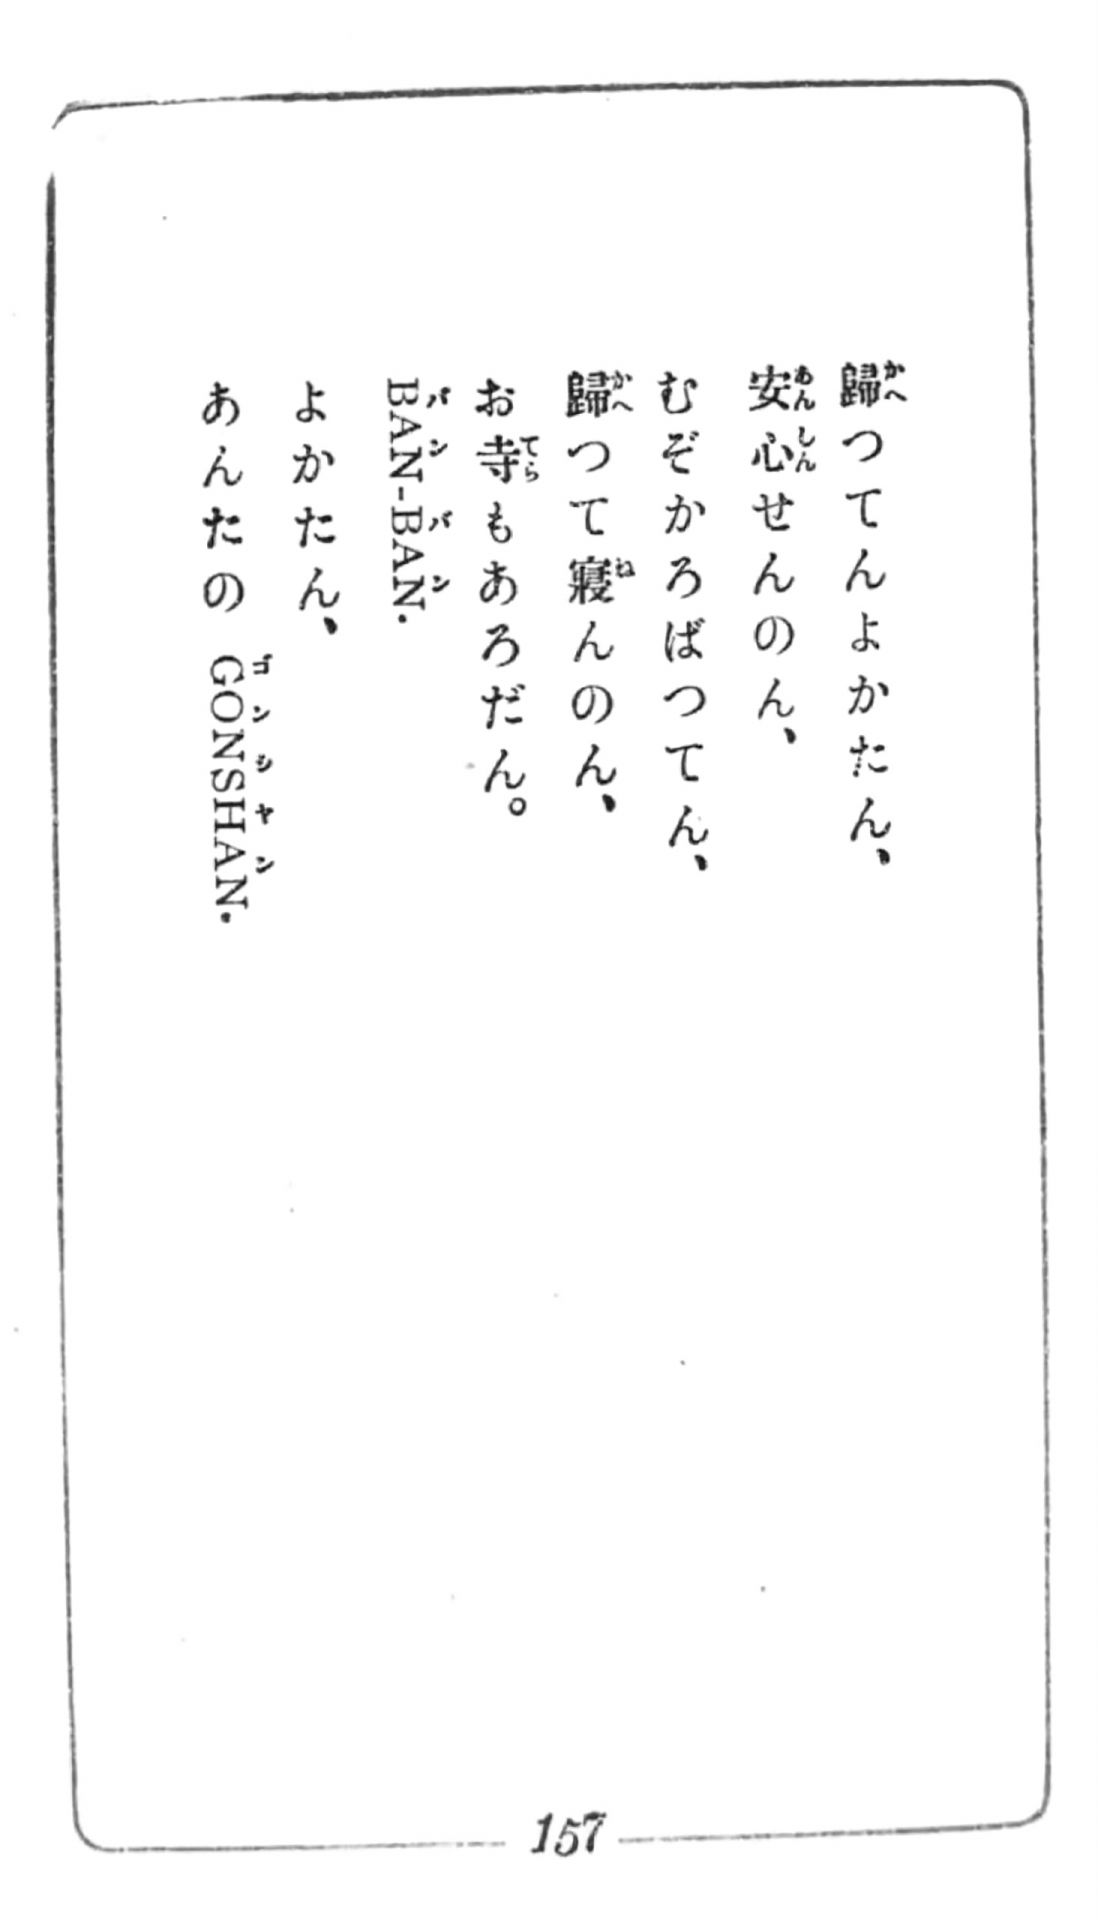 歸つてんよかたん、
安心せんのん、
むぞかろばつてん、
歸つて寢んのん、
お寺もあろだん。
BAN-BAN.
よかたん、
あんたの GONSHAN.
157